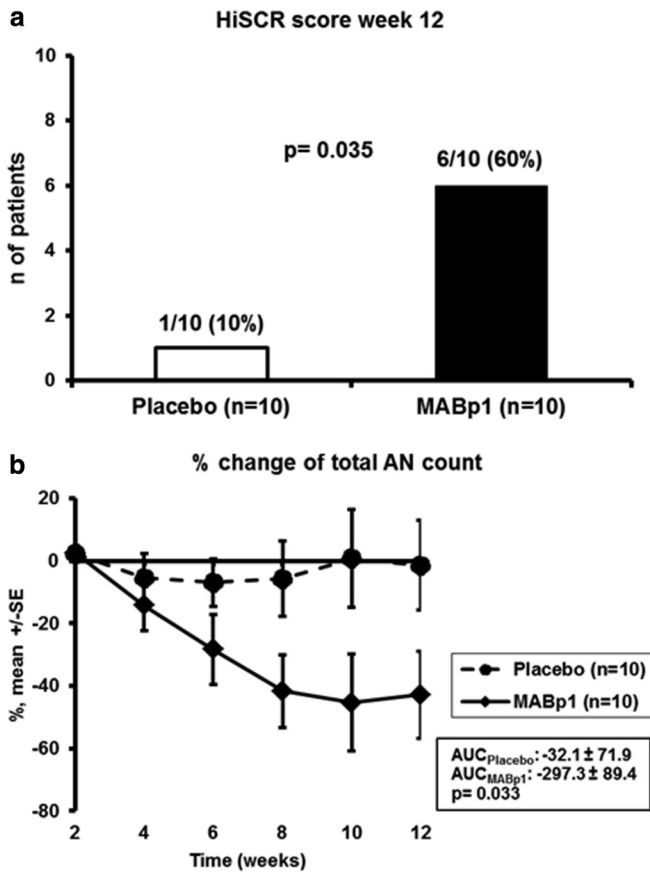 a
HiSCR score week 12
10
8
6
4
2
0
n of patients
p= 0.035
1/10 (10%)
6/10 (60%)
Placebo (n=10)
MABp1 (n=10)
b
% change of total AN count
20
0
-20
-40
-60
-80
%, mean +/-SE
2
4
6
8
10
12
Time (weeks)
Placebo (n=10)
MABp1 (n=10)
AUCPlacebo: -32.1 ± 71.9
AUCMABp1: -297.3 ± 89.4
p= 0.033